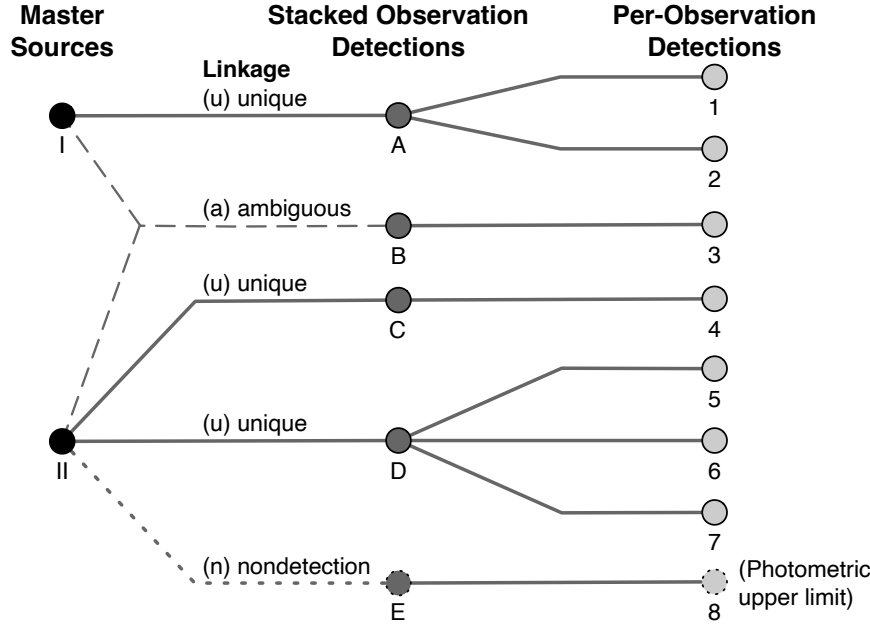 Master
Sources
Stacked Observation
Detections
Per-Observation
Detections
Linkage
(u) unique
I
A
1
2
(a) ambiguous
B
3
(u) unique
C
4
5
(u) unique
II
D
6
7
(n) nondetection
E
8
(Photometric
upper limit)